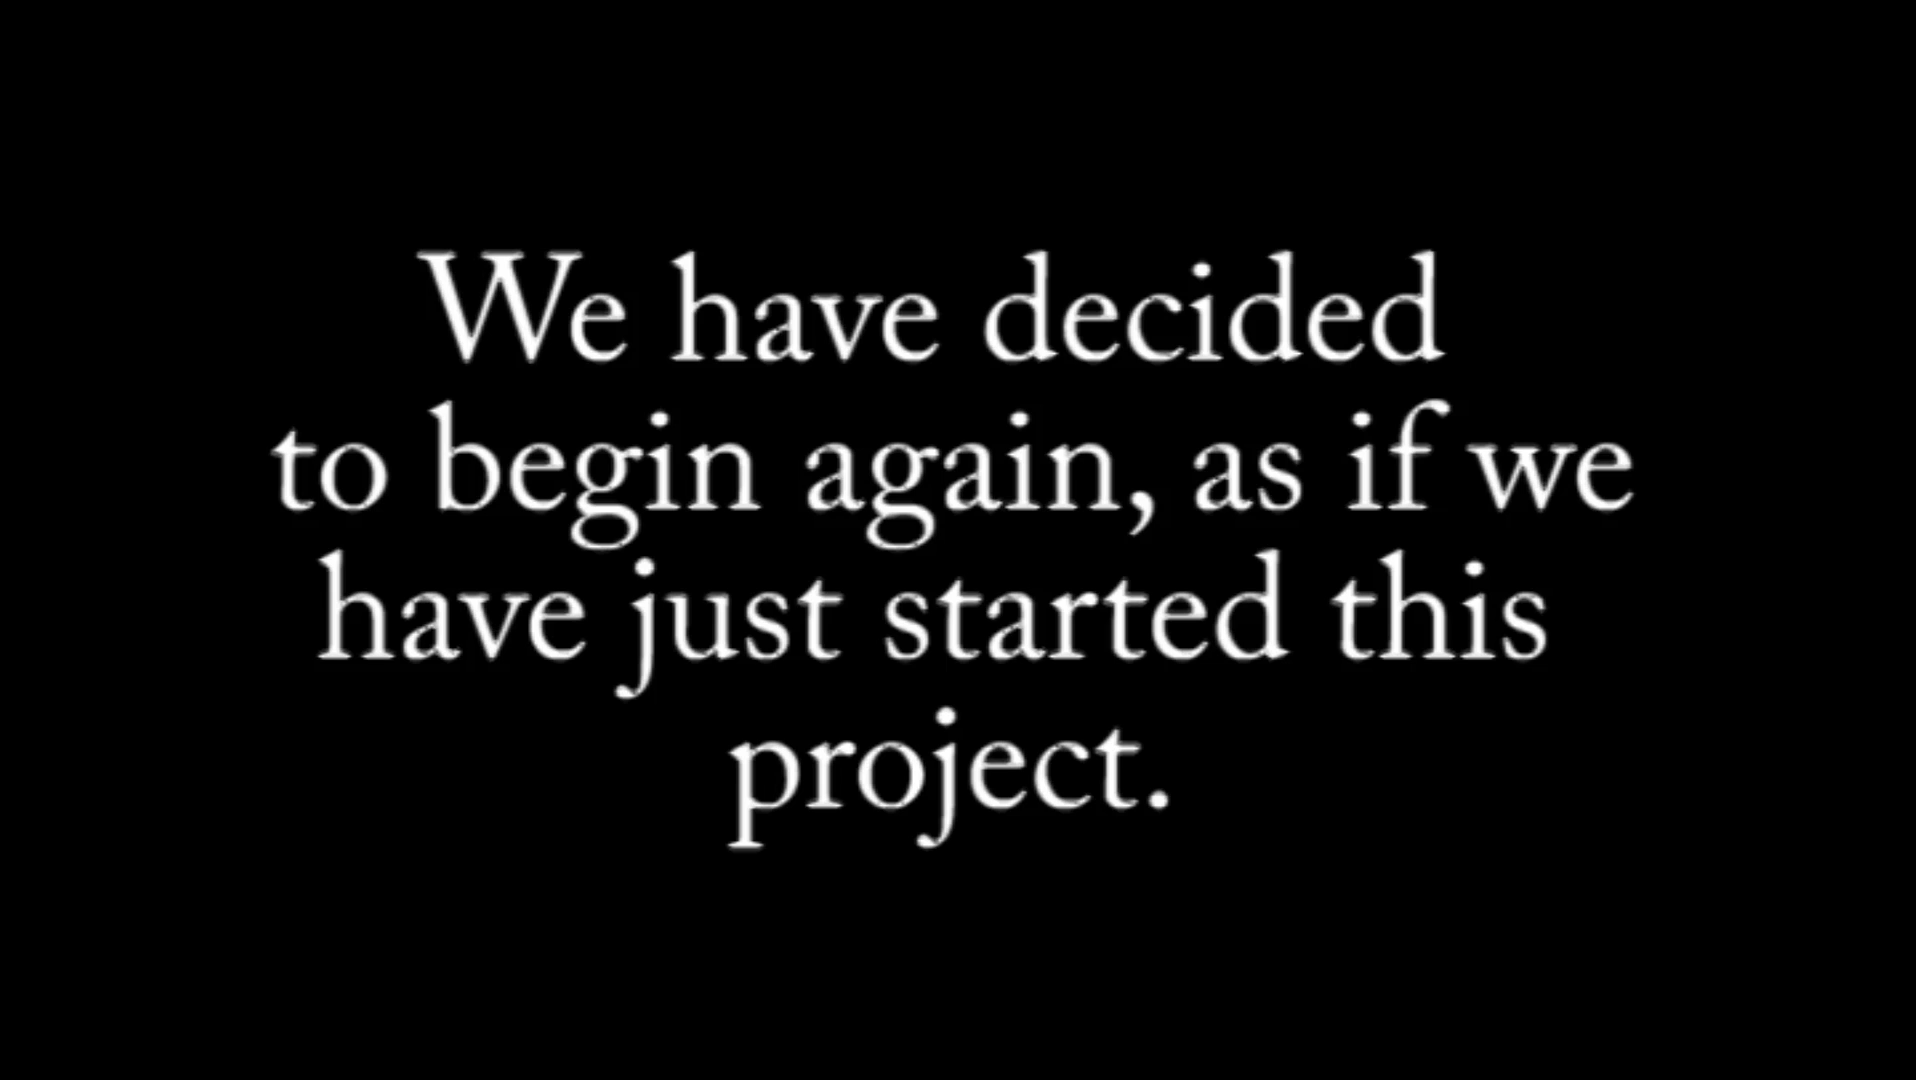 We have decided
to begin again, as if we
have just started this
project.